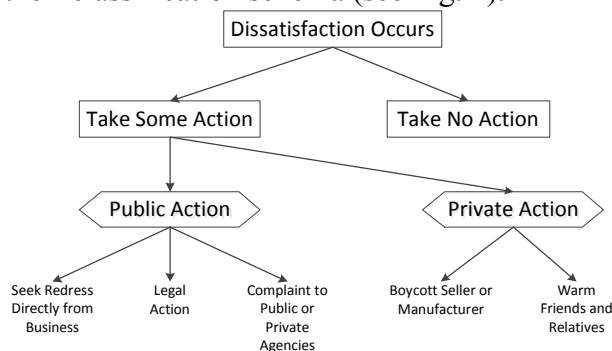 Dissatisfaction Occurs
Take Some Action
Take No Action
Public Action
Private Action
Seek Redress
Directly from
Business
Legal
Action
Complaint to
Public or
Private
Agencies
Boycott Seller or
Manufacturer
Warm
Friends and
Relatives